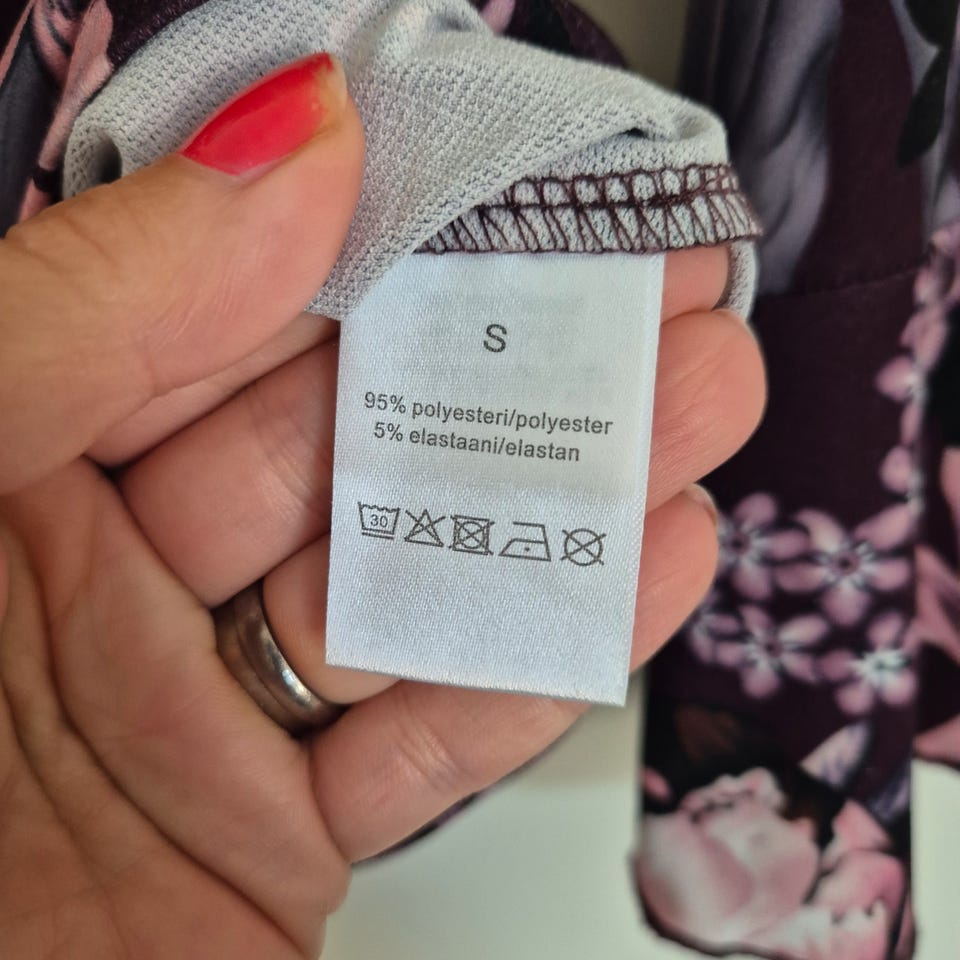 S
95% polyesteri/polyester
5% elastaani/elastan
30